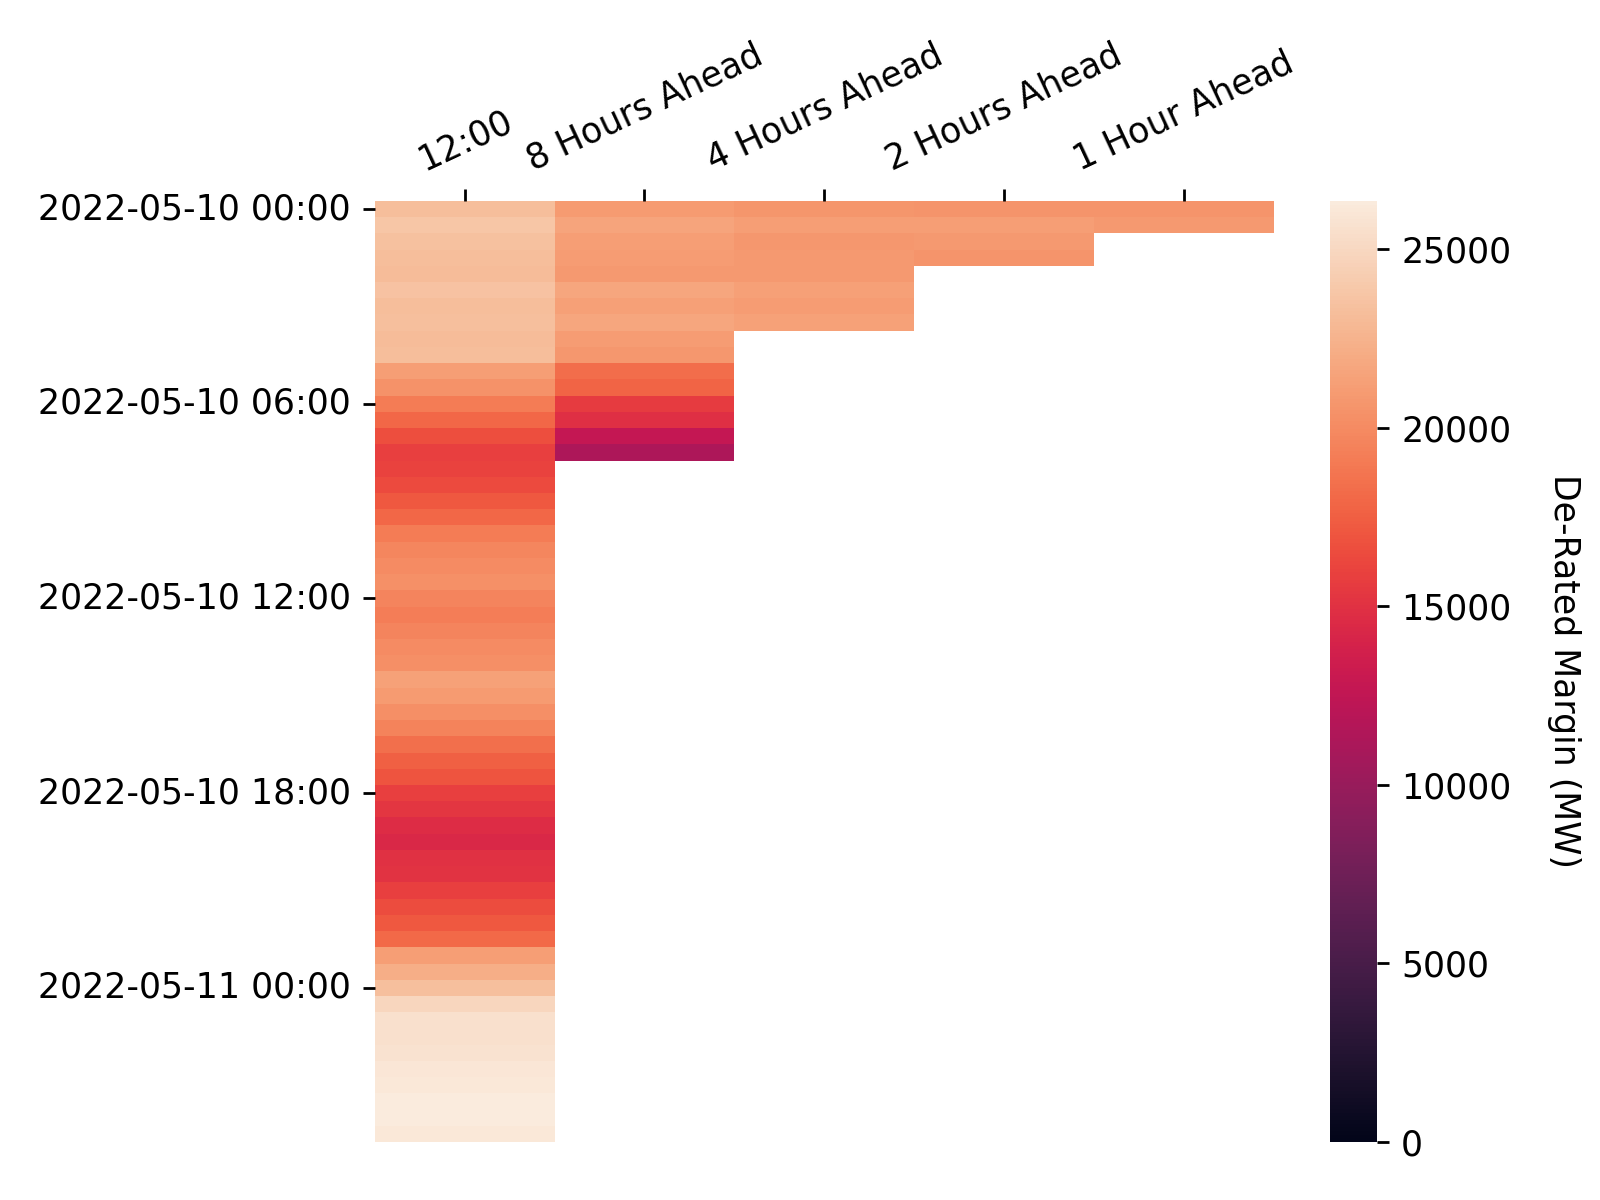 12:00
8 Hours Ahead
4 Hours Ahead
2 Hours Ahead
1 Hour Ahead
2022-05-10 00:00
2022-05-10 06:00
2022-05-10 12:00
2022-05-10 18:00
2022-05-11 00:00
25000
20000
15000
10000
5000
0
De-Rated Margin (MW)